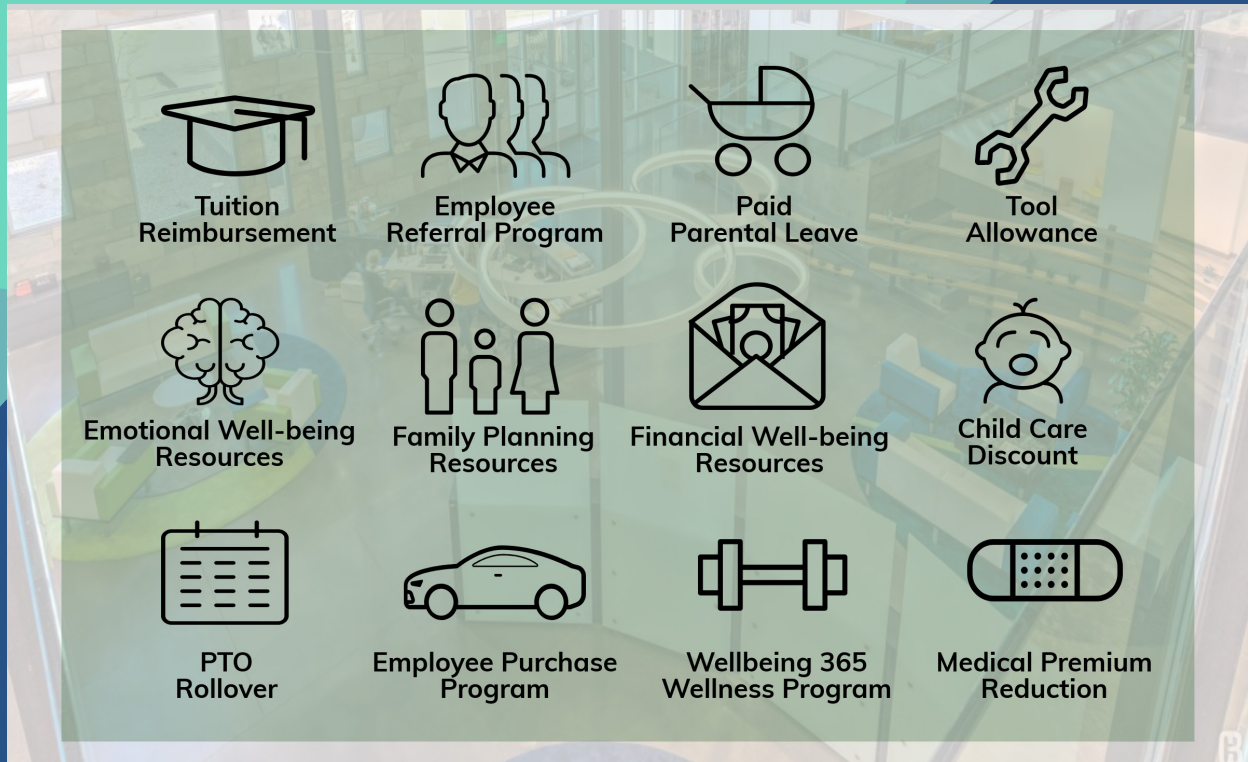 Tuition
Reimbursement
Employee
Referral Program
Paid
Parental Leave
Tool
Allowance
Emotional Well-being
Resources
Family Planning
Resources
Financial Well-being
Resources
Child Care
Discount
PTO
Rollover
Employee Purchase
Program
Wellbeing 365
Wellness Program
Medical Premium
Reduction